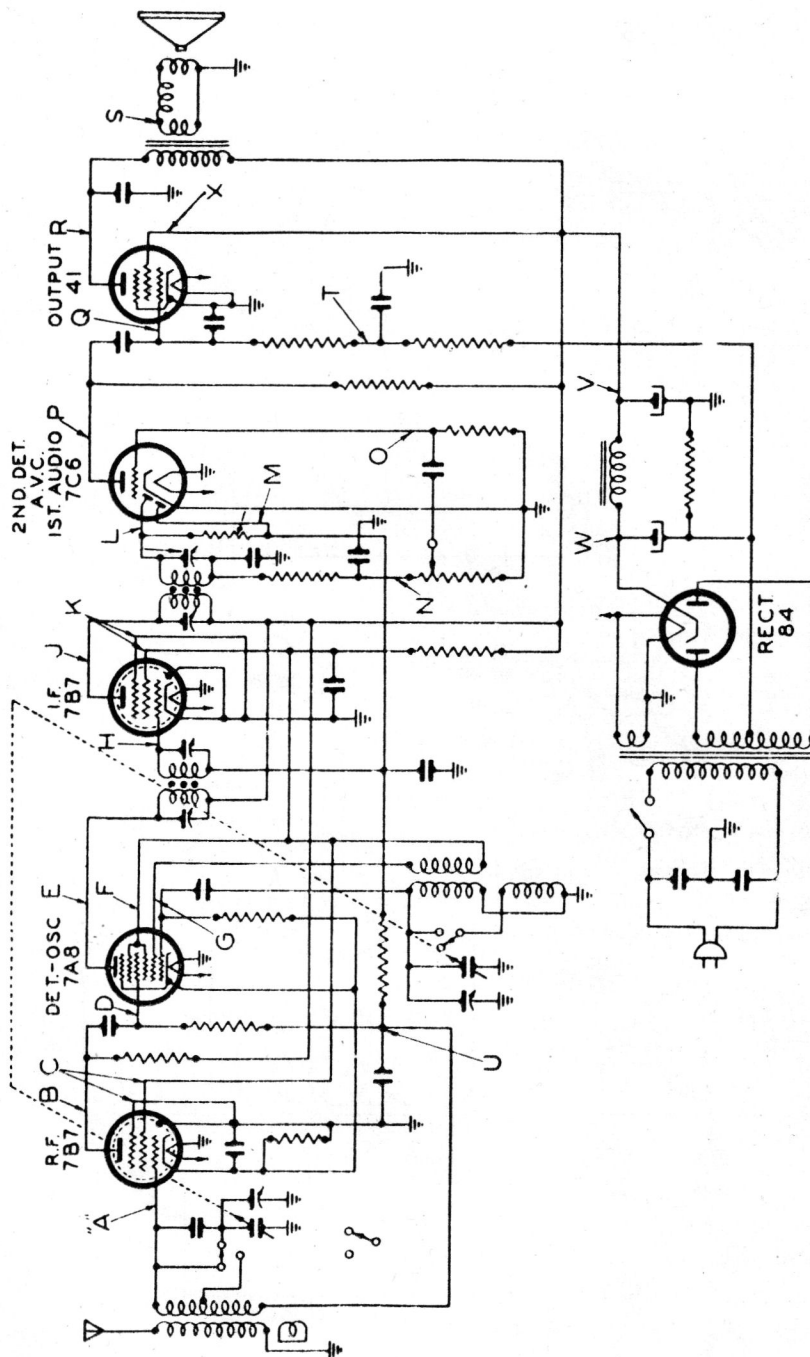 R.F.
7B7
DET.-OSC
7A8
I.F.
7B7
2ND. DET.
A.V.C.
1ST. AUDIO
7C6
OUTPUT
41
RECT.
84
"A
B
C
D
E
F
G
H
J
K
L
M
N
O
P
Q
R
S
T
U
V
W
X